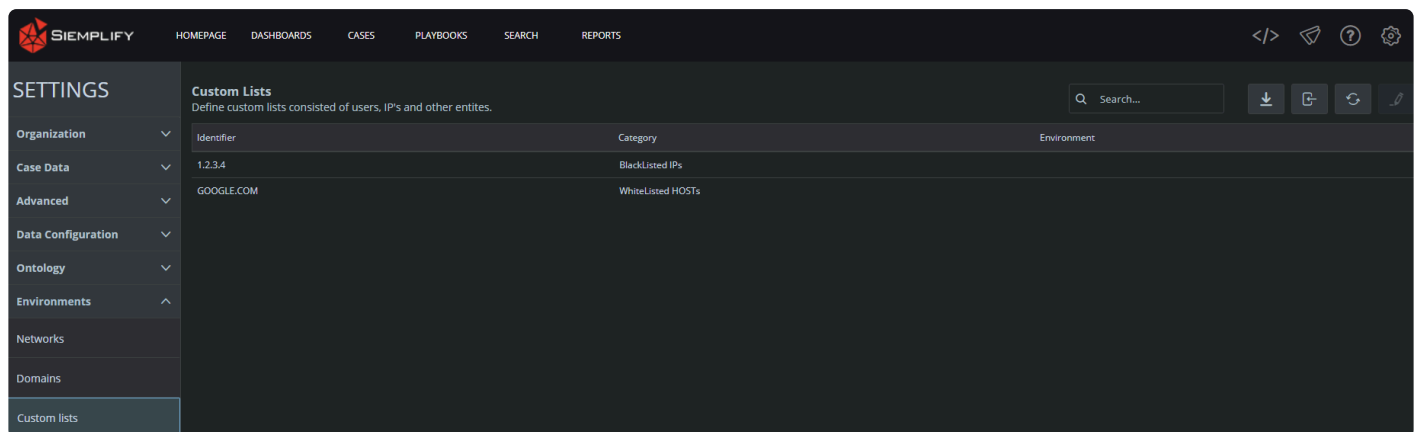 SIEMPLIFY
HOMEPAGE DASHBOARDS CASES PLAYBOOKS SEARCH REPORTS
</> ?
SETTINGS
Organization
Case Data
Advanced
Data Configuration
Ontology
Environments
Networks
Domains
Custom lists
Custom Lists
Define custom lists consisted of users, IP's and other entites.
Search...
Identifier Category Environment
1.2.3.4 BlackListed IPs
GOOGLE.COM WhiteListed HOSTs